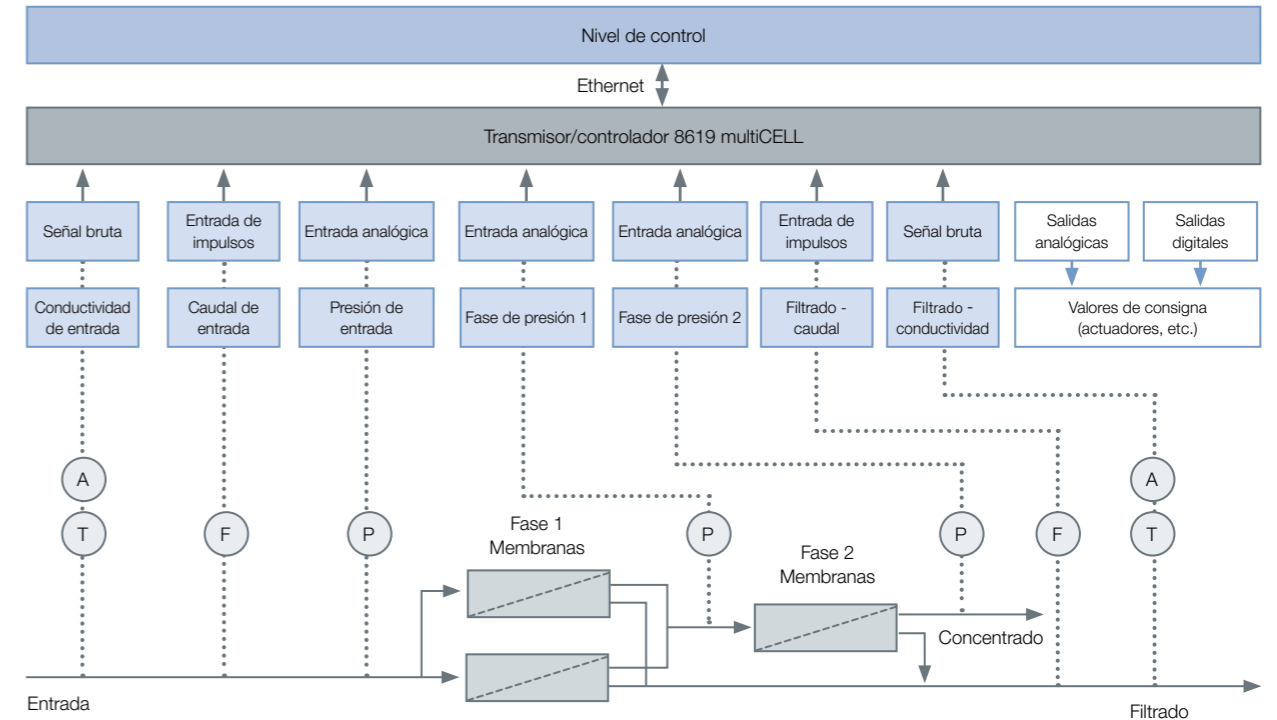 Nivel de control
Ethernet
Transmisor/controlador 8619 multiCELL
Señal bruta
Entrada de
impulsos
Entrada analógica
Entrada analógica
Entrada analógica
Entrada de
impulsos
Señal bruta
Salidas
analógicas
Salidas
digitales
Conductividad
de entrada
Caudal de
entrada
Presión de
entrada
Fase de presión 1
Fase de presión 2
Filtrado -
caudal
Filtrado -
conductividad
Valores de consigna
(actuadores, etc.)
A
A
T
F
P
Fase 1
Membranas
P
Fase 2
Membranas
P
F
T
Concentrado
Entrada
Filtrado